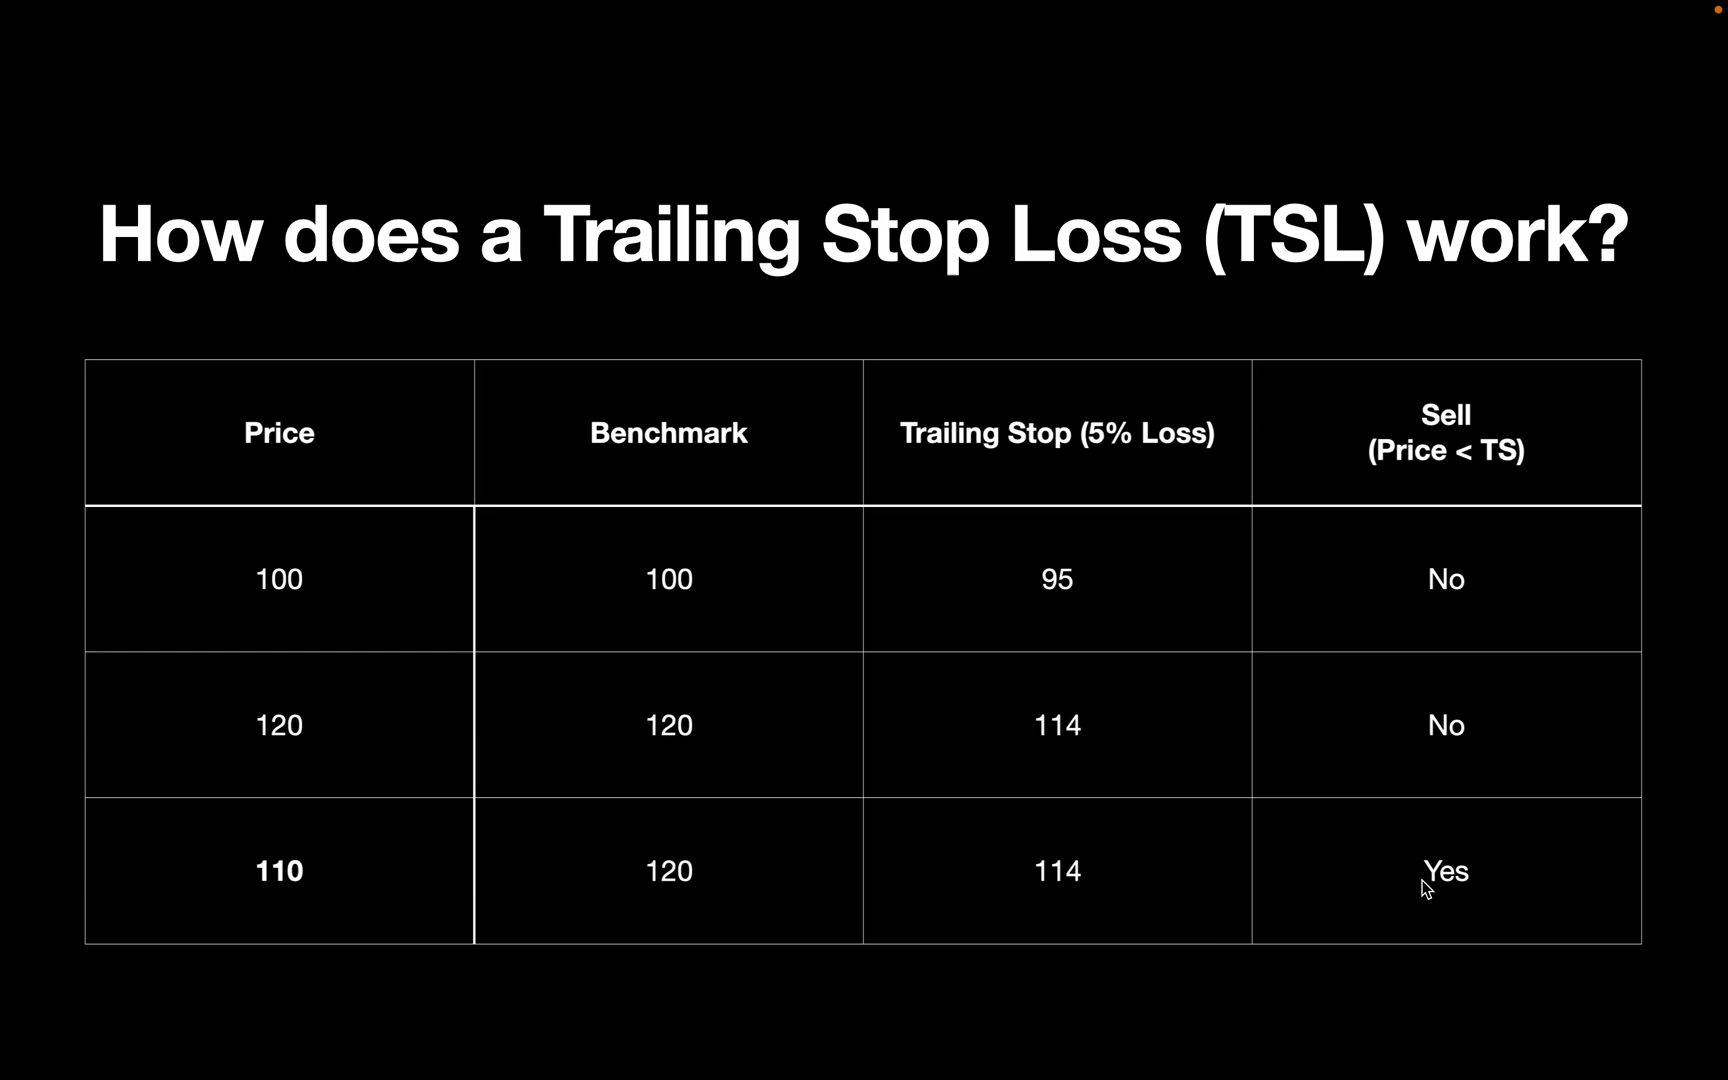 How does a Trailing Stop Loss (TSL) work?
Price
Benchmark
Trailing Stop (5% Loss)
Sell
(Price < TS)
100
100
95
No
120
120
114
No
110
120
114
Yes